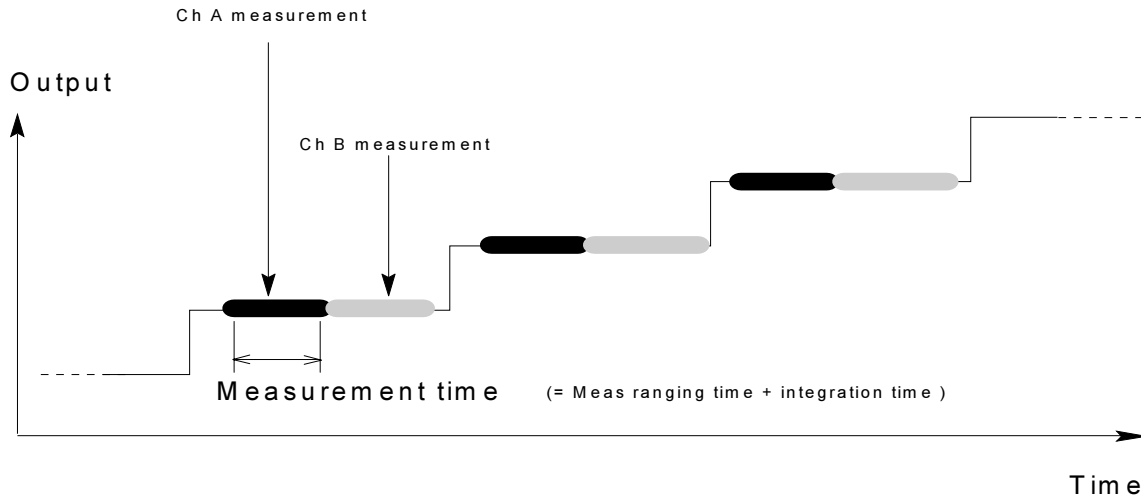 Ch A measurement
Output
Ch B measurement
Measurement time (= Meas ranging time + integration time )
Time